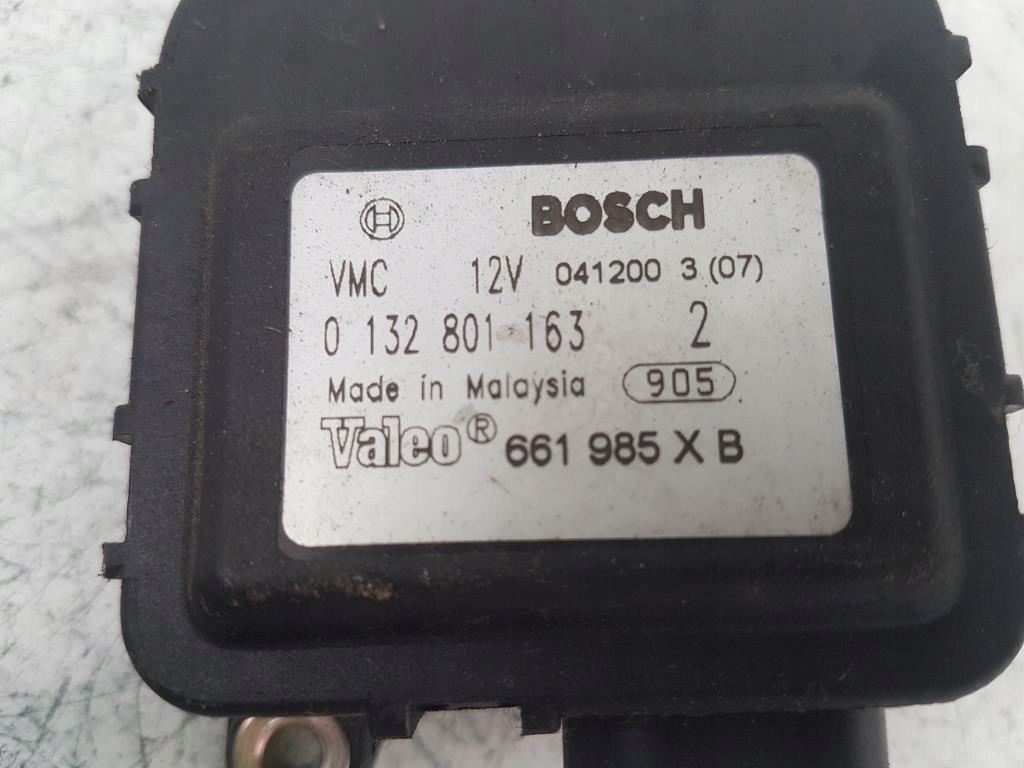 BOSCH
VMC 12V 041200 3 (07)
0 132 801 163 2
Made in Malaysia 905
Valeo® 661 985 X B